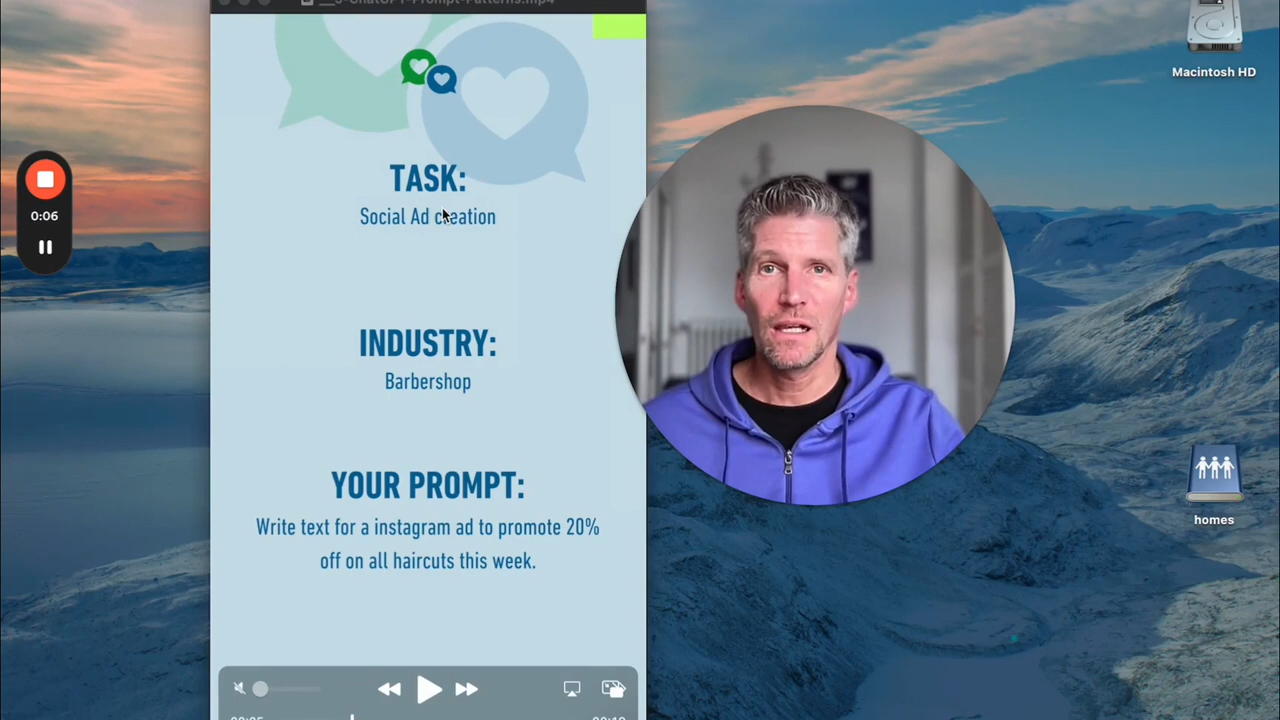 Macintosh HD
TASK:
Social Ad creation
0:06
INDUSTRY:
Barbershop
YOUR PROMPT:
Write text for a instagram ad to promote 20%
off on all haircuts this week.
homes